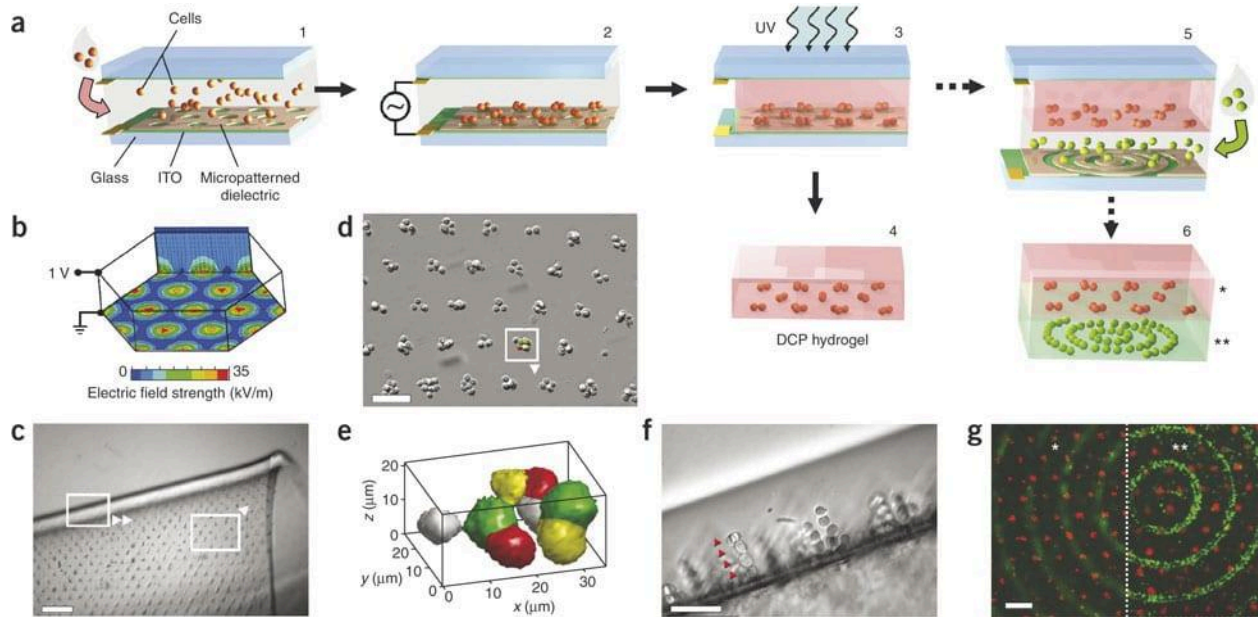 a
Cells
1
2
UV
3
5
Glass
ITO
Micropatterned
dielectric
b
1 V
0
35
Electric field strength (kV/m)
d
4
DCP hydrogel
6
*
**
c
e
z (μm)
20
10
0
y (μm)
20
10
0
x (μm)
0
10
20
30
f
g
*
**